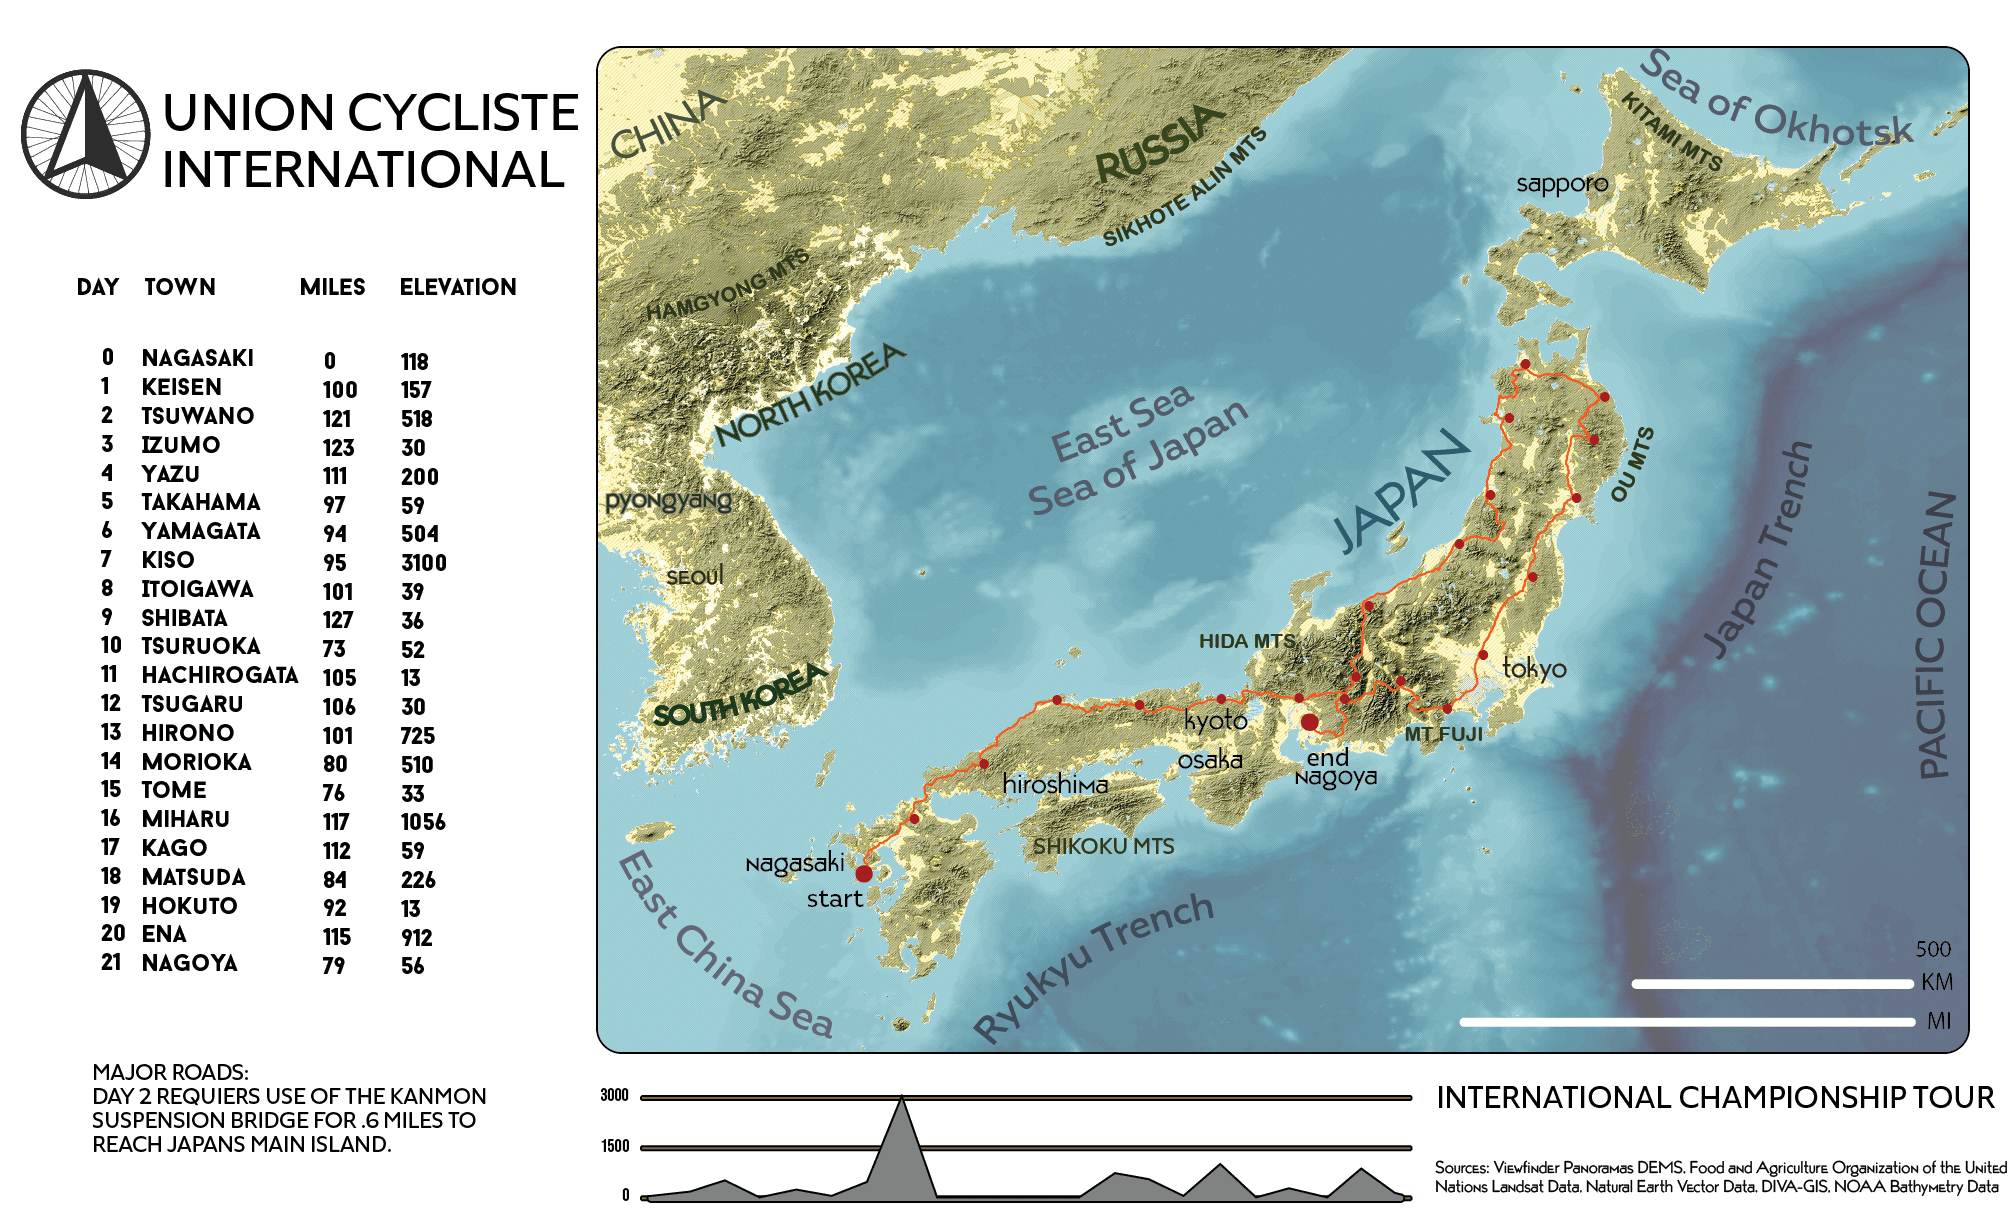 UNION CYCLISTE
INTERNATIONAL
DAY TOWN MILES ELEVATION
0 NAGASAKI 0 118
1 KEISEN 100 157
2 TSUWANO 121 518
3 IZUMO 123 30
4 YAZU 111 200
5 TAKAHAMA 97 59
6 YAMAGATA 94 504
7 KISO 95 3100
8 ITOIGAWA 101 39
9 SHIBATA 127 36
10 TSURUOKA 73 52
11 HACHIROGATA 105 13
12 TSUGARU 106 30
13 HIRONO 101 725
14 MORIOKA 80 510
15 TOME 76 33
16 MIHARU 117 1056
17 KAGO 112 59
18 MATSUDA 84 226
19 HOKUTO 92 13
20 ENA 115 912
21 NAGOYA 79 56
MAJOR ROADS:
DAY 2 REQUIERS USE OF THE KANMON
SUSPENSION BRIDGE FOR .6 MILES TO
REACH JAPANS MAIN ISLAND.
CHINA
RUSSIA
SIKHOTE ALIN MTS
Sea of Okhotsk
KITAMI MTS
sapporo
HAMGYONG MTS
NORTH KOREA
East Sea
Sea of Japan
JAPAN
OU MTS
Japan Trench
PACIFIC OCEAN
pyongyang
seoul
SOUTH KOREA
HIDA MTS
tokyo
kyoto
osaka
MT FUJI
end
Nagoya
hiroshima
SHIKOKU MTS
Nagasaki
start
East China Sea
Ryukyu Trench
500
KM
MI
3000
1500
0
INTERNATIONAL CHAMPIONSHIP TOUR
Sources: Viewfinder Panoramas DEMS, Food and Agriculture Organization of the United
Nations Landsat Data, Natural Earth Vector Data, DIVA-GIS, NOAA Bathymetry Data